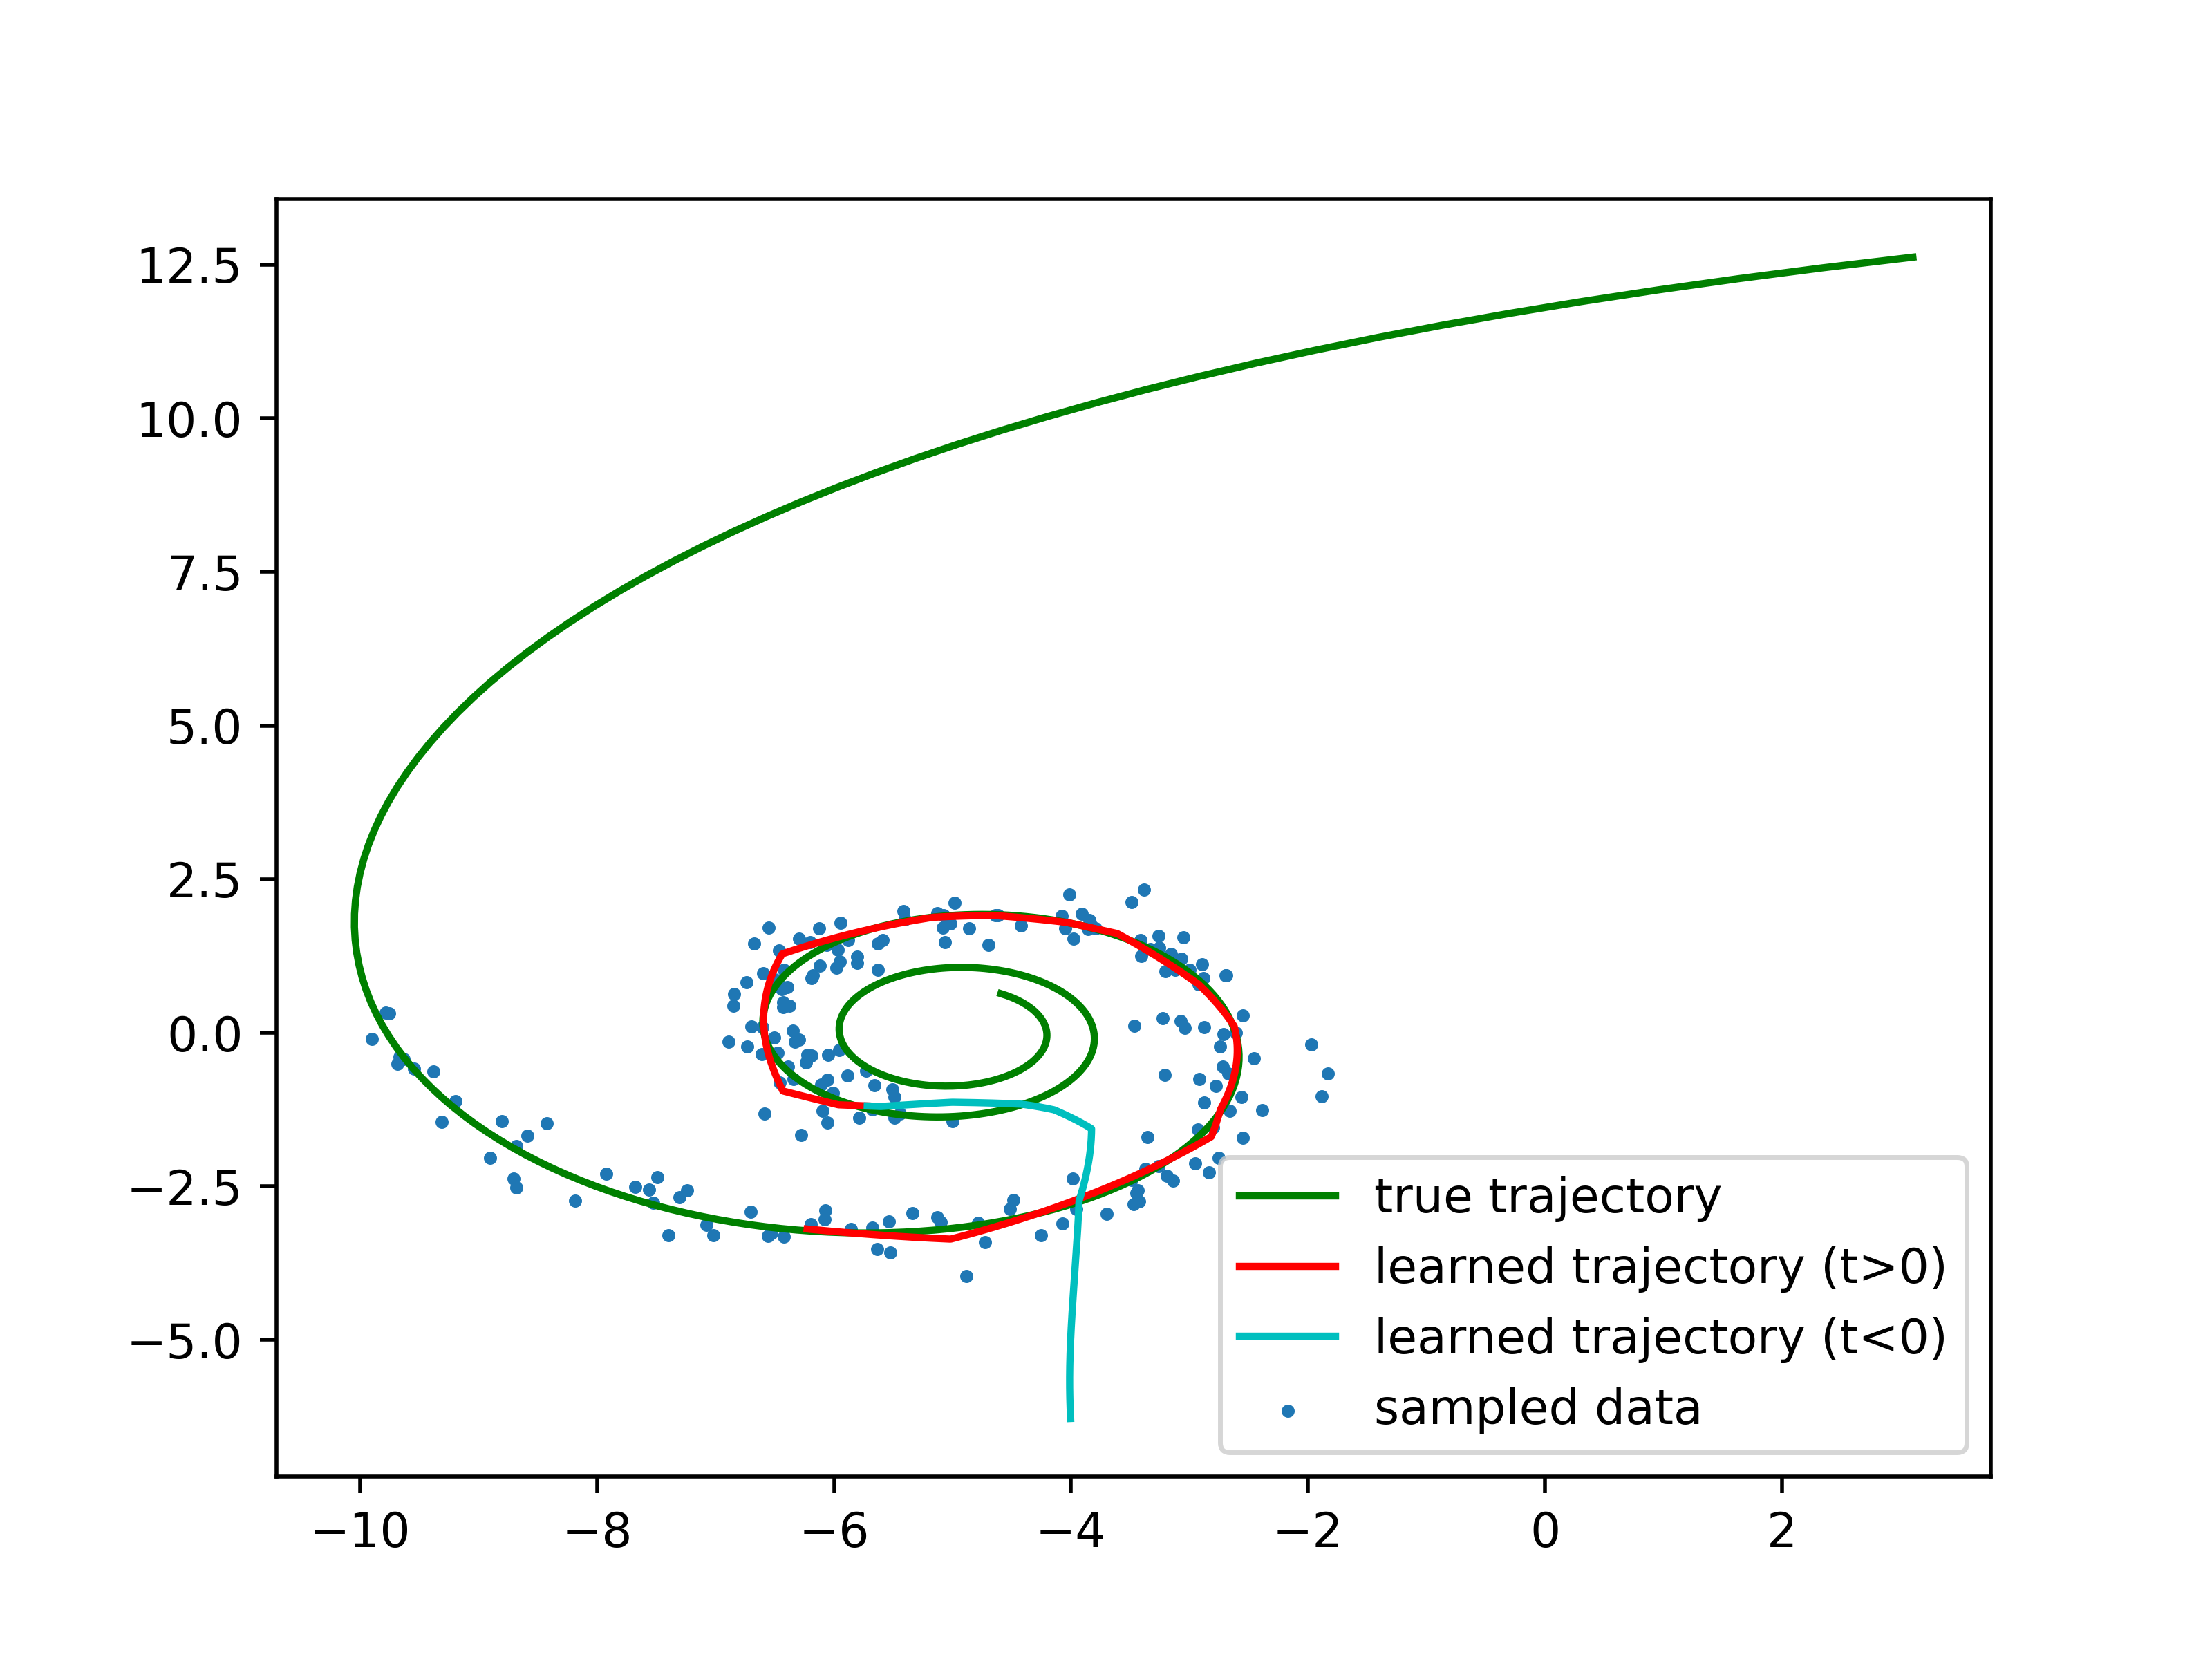 12.5
10.0
7.5
5.0
2.5
0.0
−2.5
−5.0
−10 −8 −6 −4 −2 0 2
true trajectory
learned trajectory (t>0)
learned trajectory (t<0)
sampled data